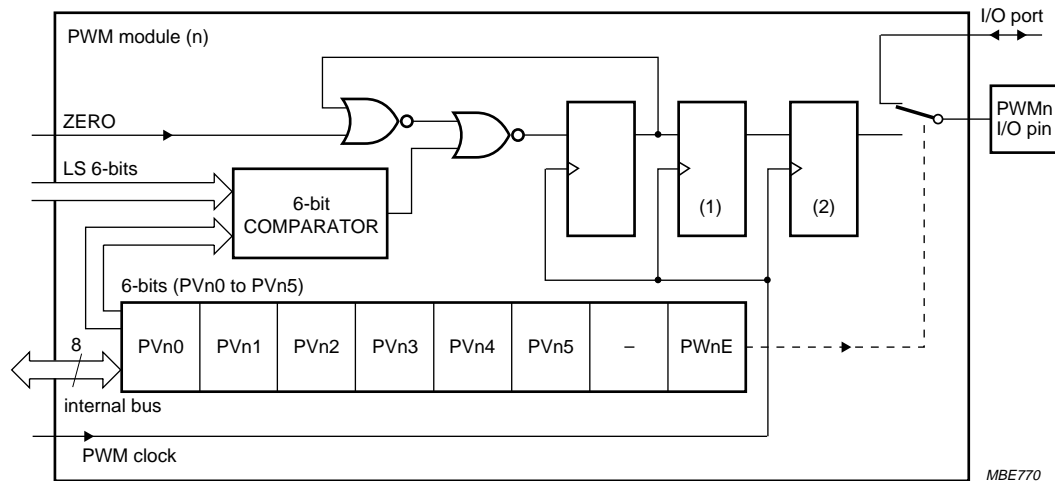 I/O port
PWM module (n)
PWMn
I/O pin
ZERO
LS 6-bits
6-bit
COMPARATOR
(1)
(2)
6-bits (PVn0 to PVn5)
8
PVn0
PVn1
PVn2
PVn3
PVn4
PVn5
–
PWnE
internal bus
PWM clock
MBE770